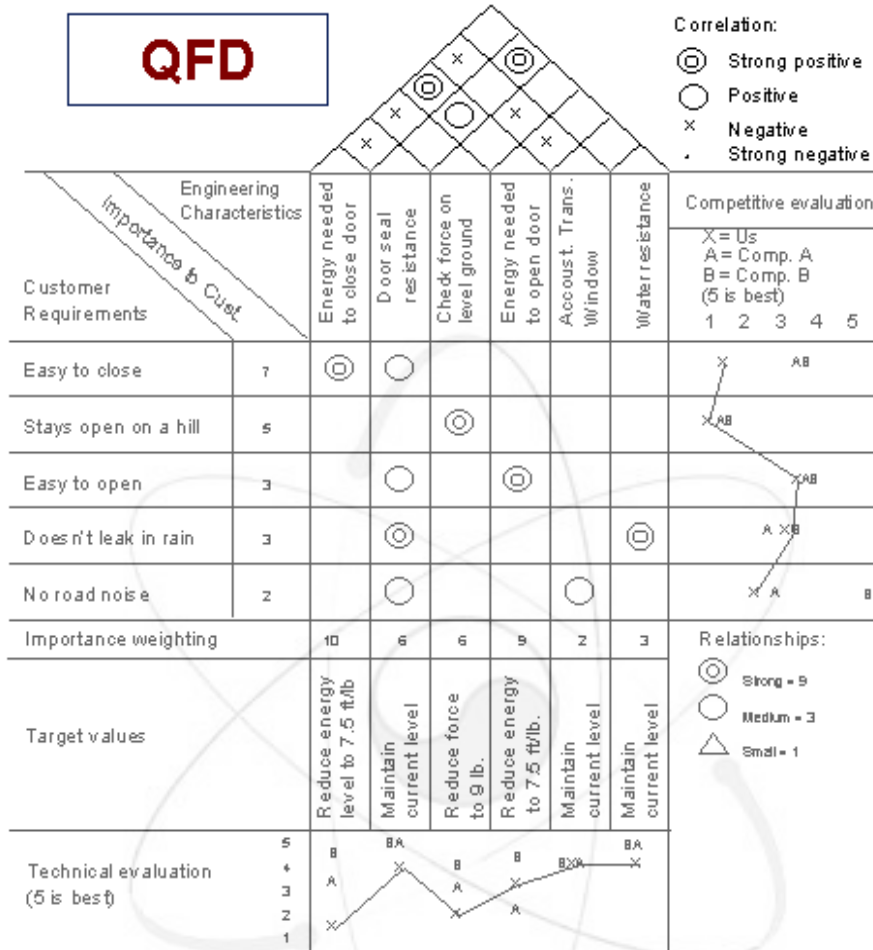 QFD
Correlation:
Strong positive
Positive
x Negative
Strong negative
Engineering
Characteristics
Importance to Cust.
Customer
Requirements
Energy needed
to close door
Door seal
resistance
Check force on
level ground
Energy needed
to open door
Accoust. Trans.
Window
Water resistance
Competitive evaluation
X = Us
A = Comp. A
B = Comp. B
(5 is best)
1 2 3 4 5
Easy to close 7 x AB
Stays open on a hill 5 x AB
Easy to open 3 x AB
Doesn't leak in rain 3 A x B
No road noise 2 x A B
Importance weighting 10 6 6 9 2 3
Relationships:
Strong = 9
Medium = 3
Small = 1
Target values
Reduce energy
level to 7.5 ft/lb
Maintain
current level
Reduce force
to 9 lb.
Reduce energy
to 7.5 ft/lb.
Maintain
current level
Maintain
current level
Technical evaluation
(5 is best)
5
4
3
2
1
B A X
BA X
B A X
B X A
BXA
BA X